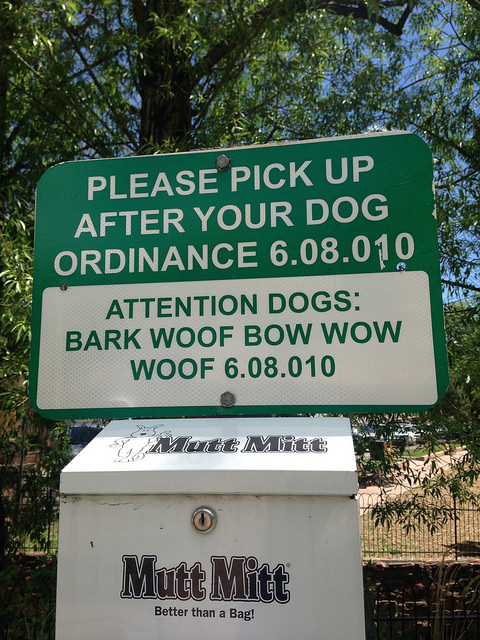 PLEASE PICK UP
AFTER YOUR DOG
ORDINANCE 6.08.010
ATTENTION DOGS:
BARK WOOF BOW WOW
WOOF 6.08.010
Mutt Mitt
Mutt Mitt®
Better than a Bag!